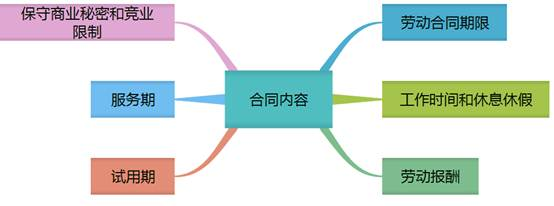 保守商业秘密和竞业
限制
服务期
试用期
合同内容
劳动合同期限
工作时间和休息休假
劳动报酬